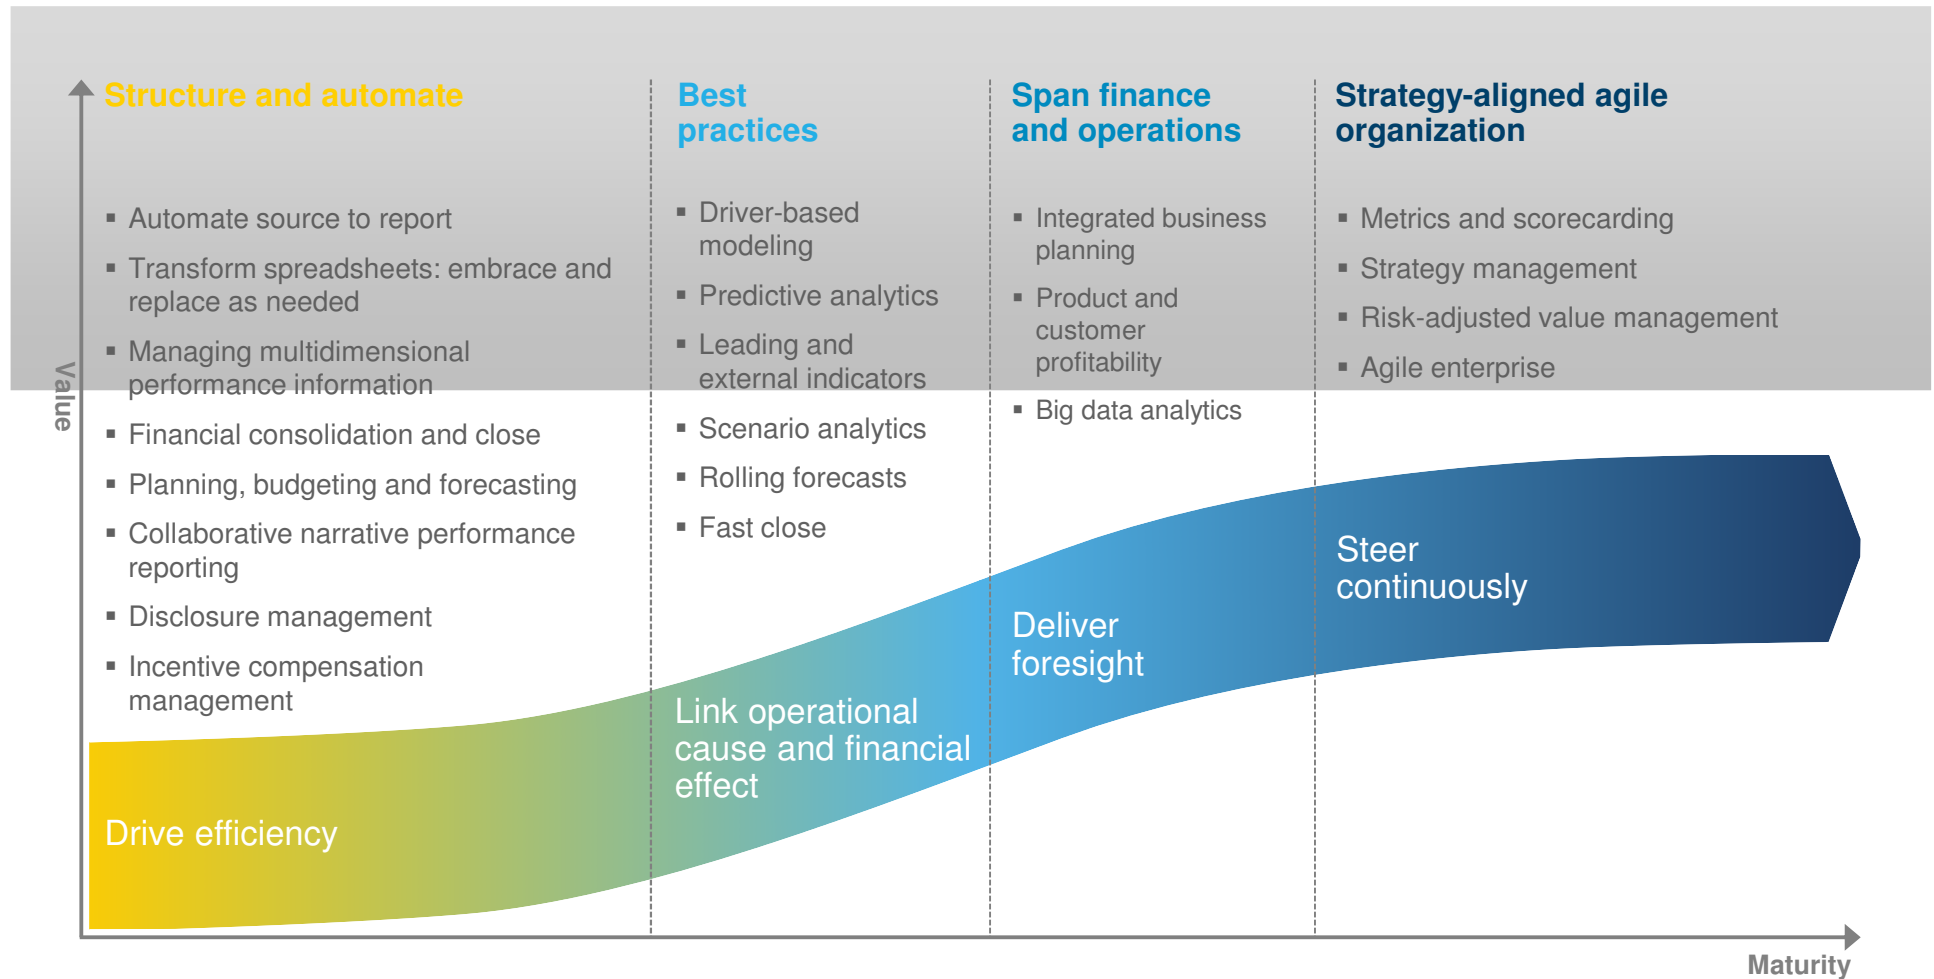 Structure and automate
▪ Automate source to report
▪ Transform spreadsheets: embrace and
replace as needed
▪ Managing multidimensional
performance information
▪ Financial consolidation and close
▪ Planning, budgeting and forecasting
▪ Collaborative narrative performance
reporting
▪ Disclosure management
▪ Incentive compensation
management
Best
practices
▪ Driver-based
modeling
▪ Predictive analytics
▪ Leading and
external indicators
▪ Scenario analytics
▪ Rolling forecasts
▪ Fast close
Span finance
and operations
▪ Integrated business
planning
▪ Product and
customer
profitability
▪ Big data analytics
Strategy-aligned agile
organization
▪ Metrics and scorecarding
▪ Strategy management
▪ Risk-adjusted value management
▪ Agile enterprise
Value
Drive efficiency
Link operational
cause and financial
effect
Deliver
foresight
Steer
continuously
Maturity